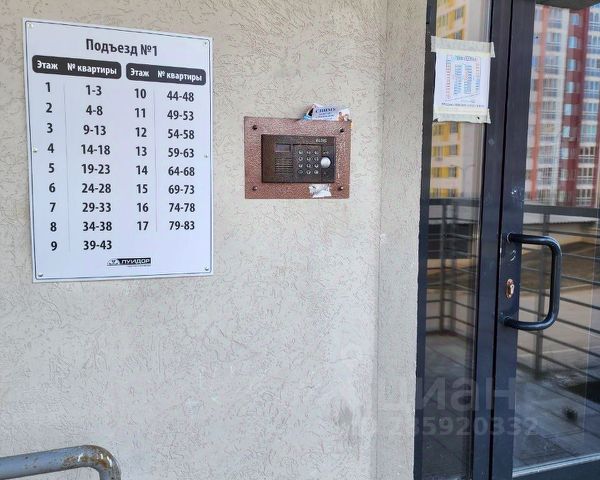 Подъезд №1
Этаж № квартиры Этаж № квартиры
1 1-3 10 44-48
2 4-8 11 49-53
3 9-13 12 54-58
4 14-18 13 59-63
5 19-23 14 64-68
6 24-28 15 69-73
7 29-33 16 74-78
8 34-38 17 79-83
9 39-43
ЛУИДОР
циан
235920332